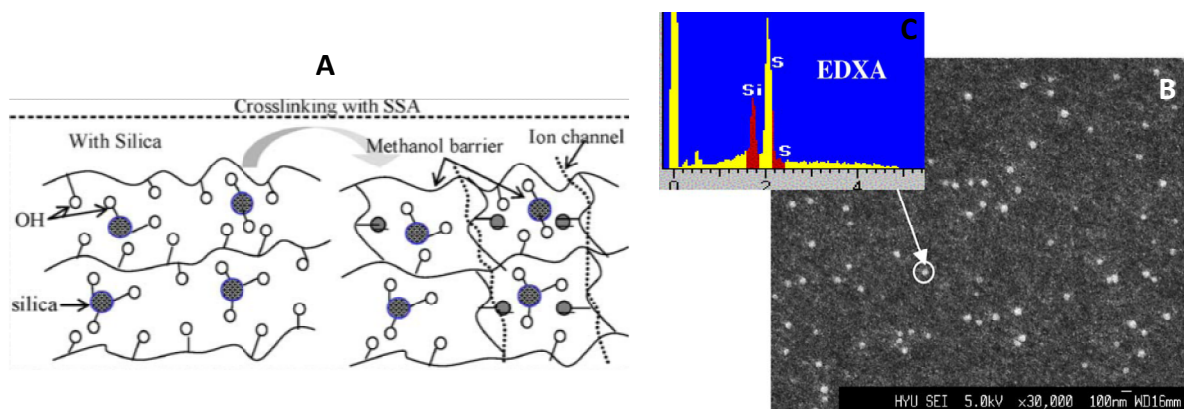 A
Crosslinking with SSA
With Silica
Methanol barrier
Ion channel
OH
silica
C
EDXA
S
Si
S
0 2 4
B
HYU SEI 5.0kV ×30,000 100nm WD16mm